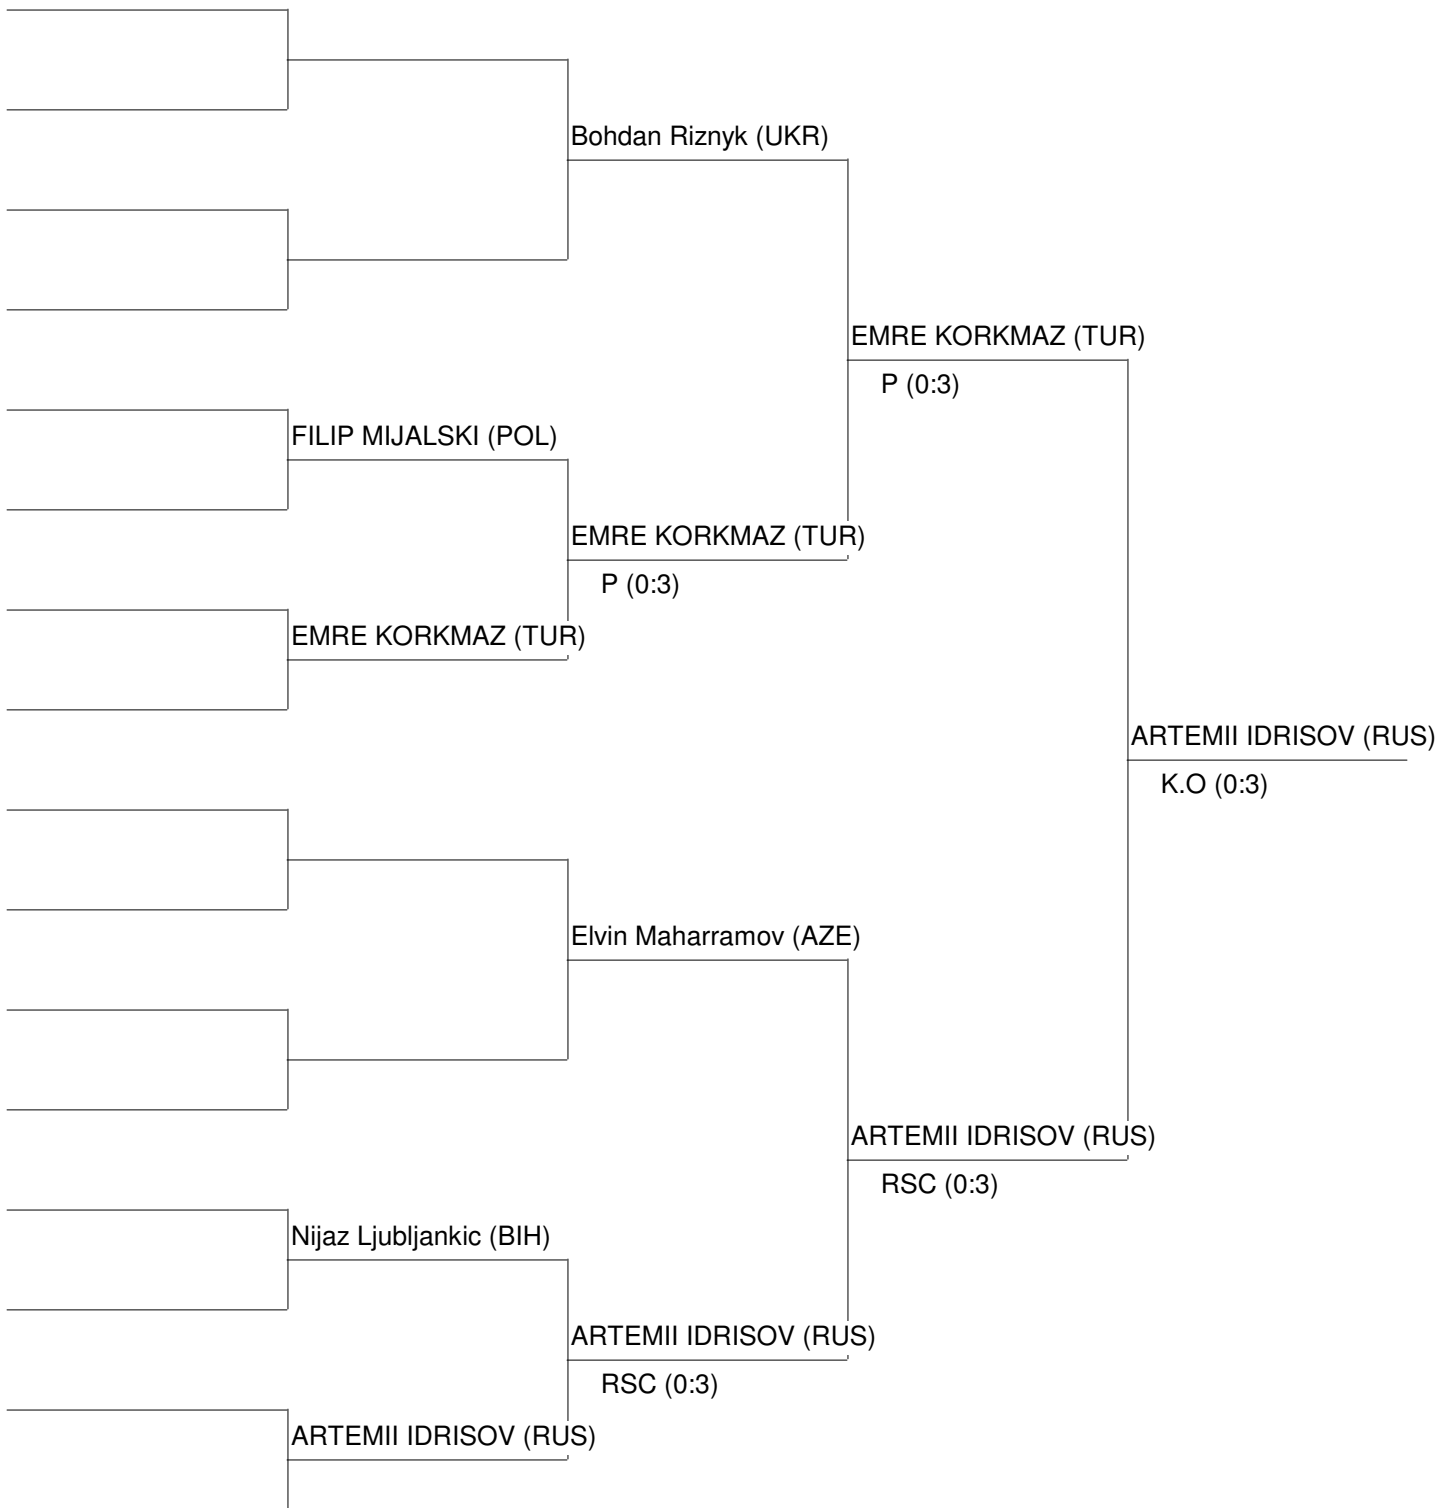 Bohdan Riznyk (UKR)
EMRE KORKMAZ (TUR)
P (0:3)
FILIP MIJALSKI (POL)
EMRE KORKMAZ (TUR)
P (0:3)
EMRE KORKMAZ (TUR)
ARTEMII IDRISOV (RUS)
K.O (0:3)
Elvin Maharramov (AZE)
ARTEMII IDRISOV (RUS)
RSC (0:3)
Nijaz Ljubljankic (BIH)
ARTEMII IDRISOV (RUS)
RSC (0:3)
ARTEMII IDRISOV (RUS)